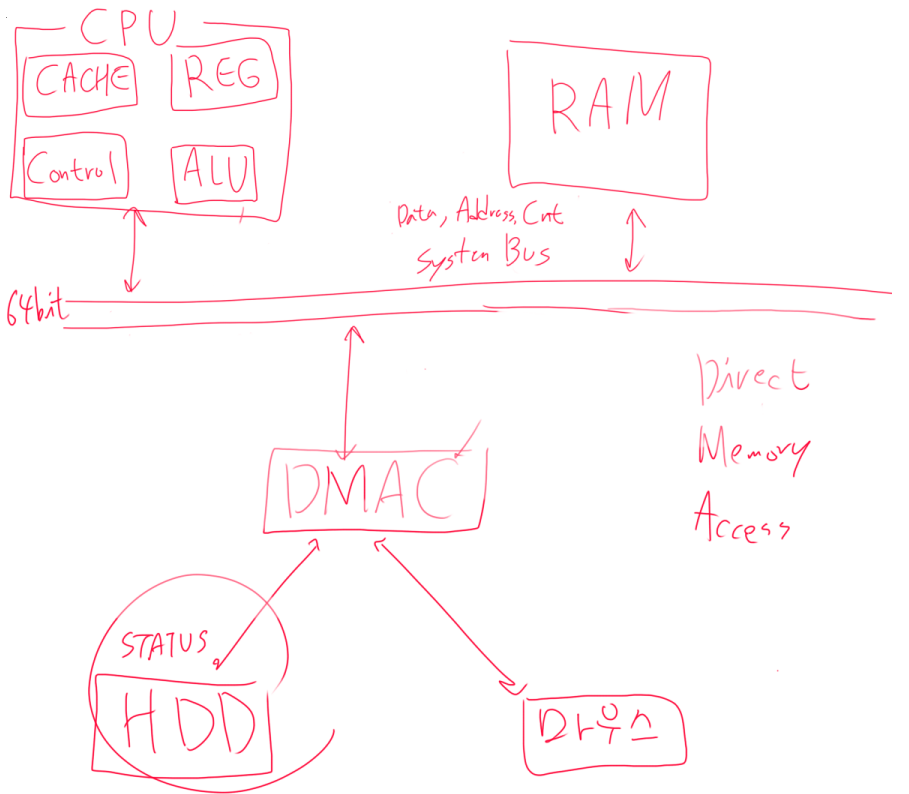 CPU
CACHE
REG
Control
ALU
RAM
Data, Address, Cnt
System Bus
64bit
Direct
Memory
Access
DMAC
STATUS
HDD
마우스